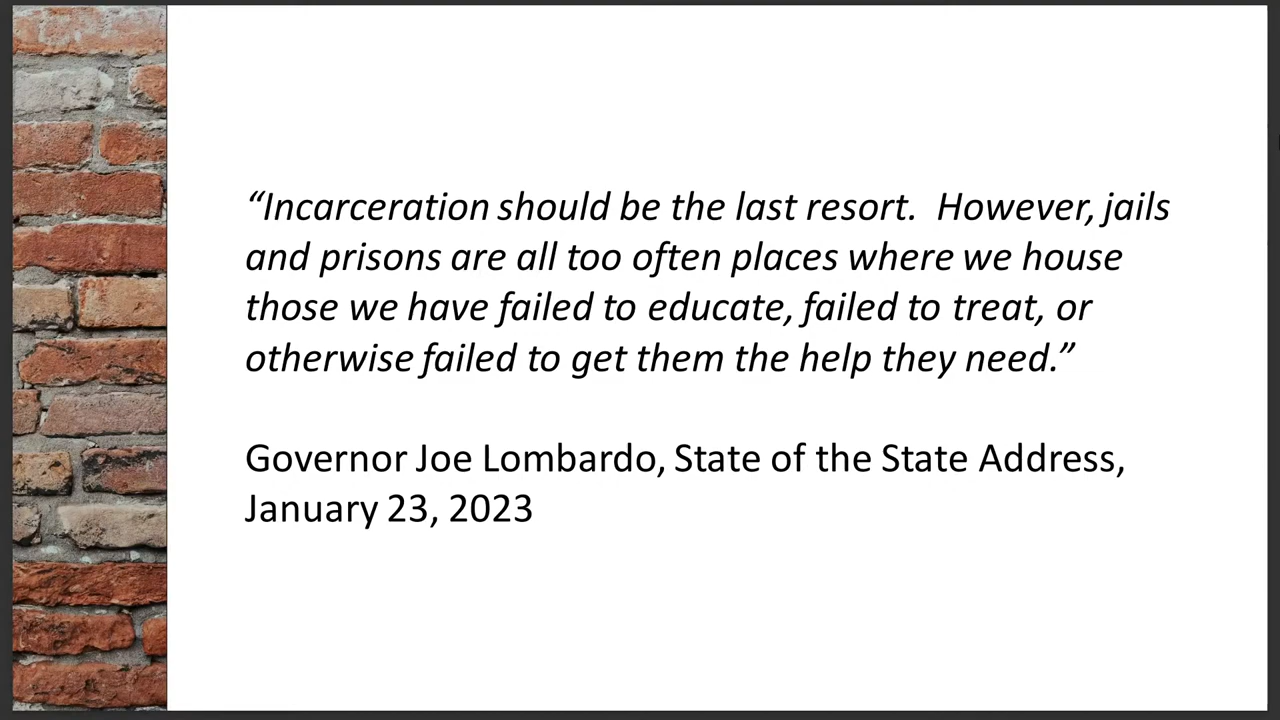 “Incarceration should be the last resort.  However, jails
and prisons are all too often places where we house
those we have failed to educate, failed to treat, or
otherwise failed to get them the help they need.”
Governor Joe Lombardo, State of the State Address,
January 23, 2023